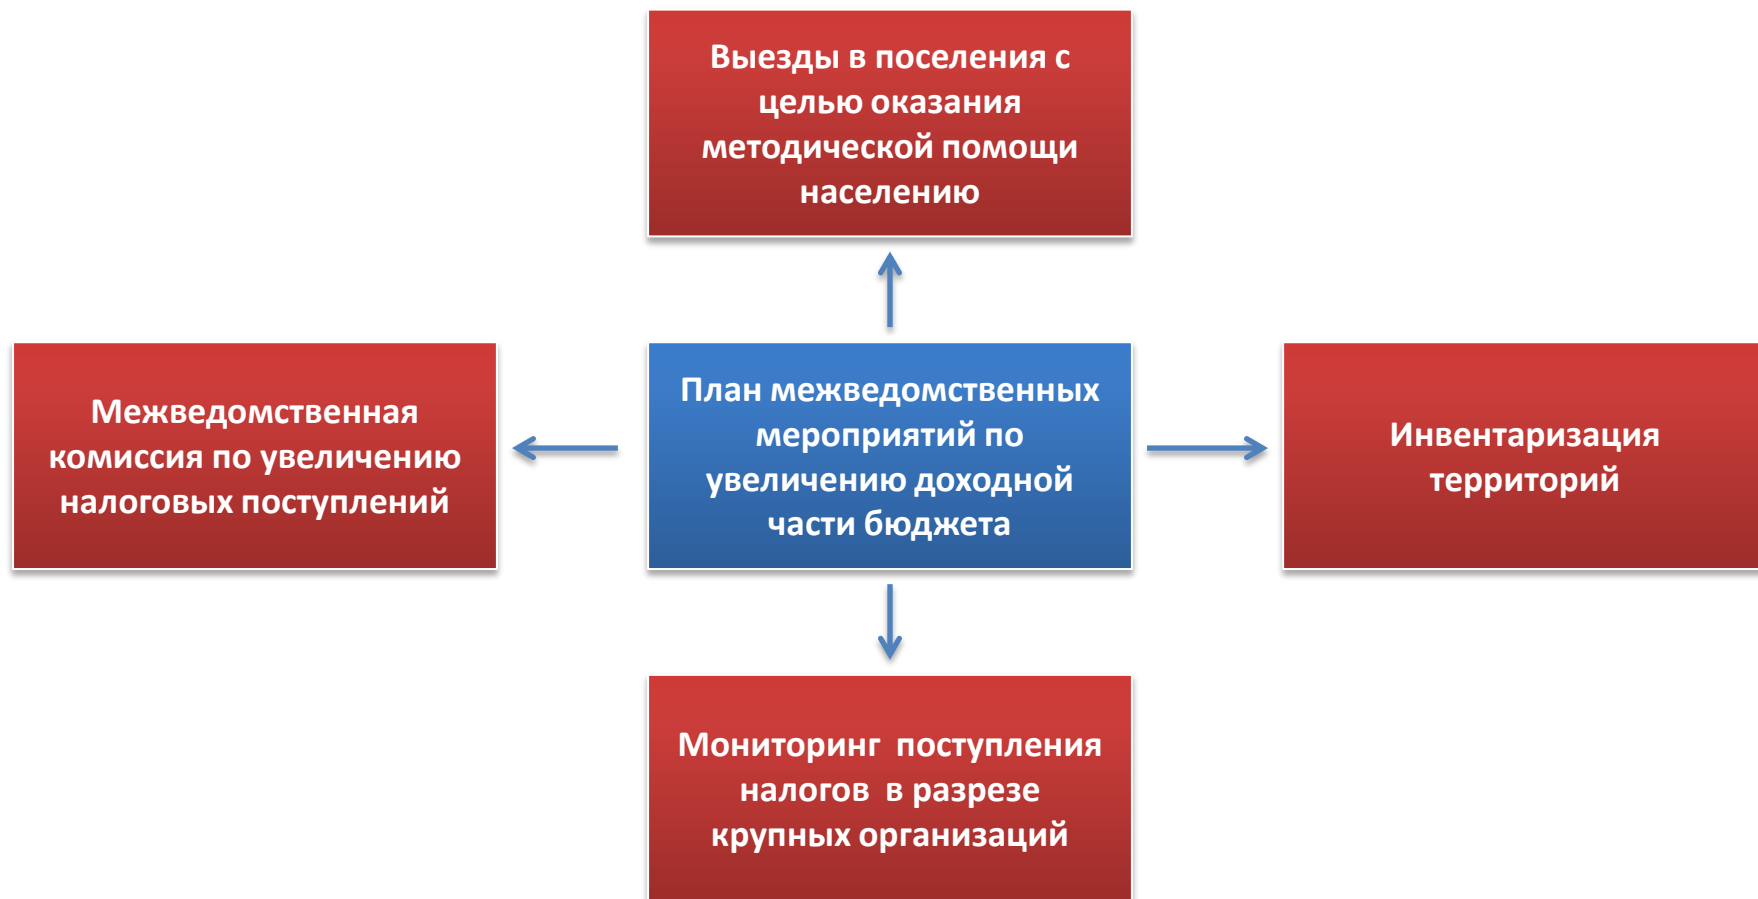 Выезды в поселения с
целью оказания
методической помощи
населению
Межведомственная
комиссия по увеличению
налоговых поступлений
План межведомственных
мероприятий по
увеличению доходной
части бюджета
Инвентаризация
территорий
Мониторинг поступления
налогов в разрезе
крупных организаций